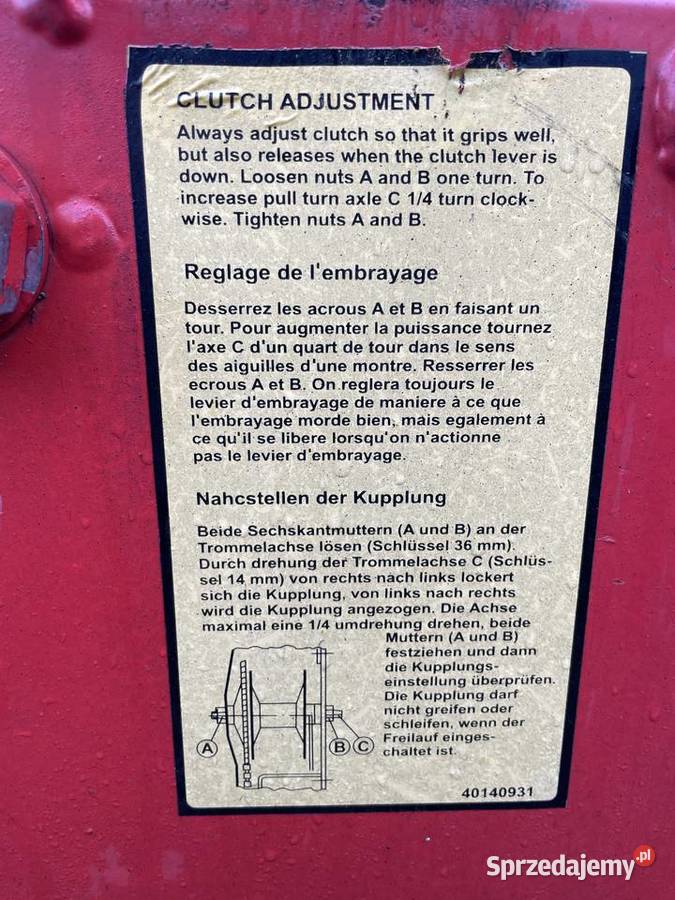 CLUTCH ADJUSTMENT
Always adjust clutch so that it grips well,
but also releases when the clutch lever is
down. Loosen nuts A and B one turn. To
increase pull turn axle C 1/4 turn clock-
wise. Tighten nuts A and B.
Reglage de l'embrayage
Desserrez les acrous A et B en faisant un
tour. Pour augmenter la puissance tournez
l'axe C d'un quart de tour dans le sens
des aiguilles d'une montre. Resserrer les
ecrous A et B. On reglera toujours le
levier d'embrayage de maniere à ce que
l'embrayage morde bien, mais egalement à
ce qu'il se libere lorsqu'on n'actionne
pas le levier d'embrayage.
Nahcstellen der Kupplung
Beide Sechskantmuttern (A und B) an der
Trommelachse lösen (Schlüssel 36 mm).
Durch drehung der Trommelachse C (Schlüs-
sel 14 mm) von rechts nach links lockert
sich die Kupplung, von links nach rechts
wird die Kupplung angezogen. Die Achse
maximal eine 1/4 umdrehung drehen, beide
Muttern (A und B)
festziehen und dann
die Kupplungs-
einstellung überprüfen.
Die Kupplung darf
nicht greifen oder
schleifen, wenn der
Freilauf einges-
chaltet ist.
A B C
40140931
Sprzedajemy.pl